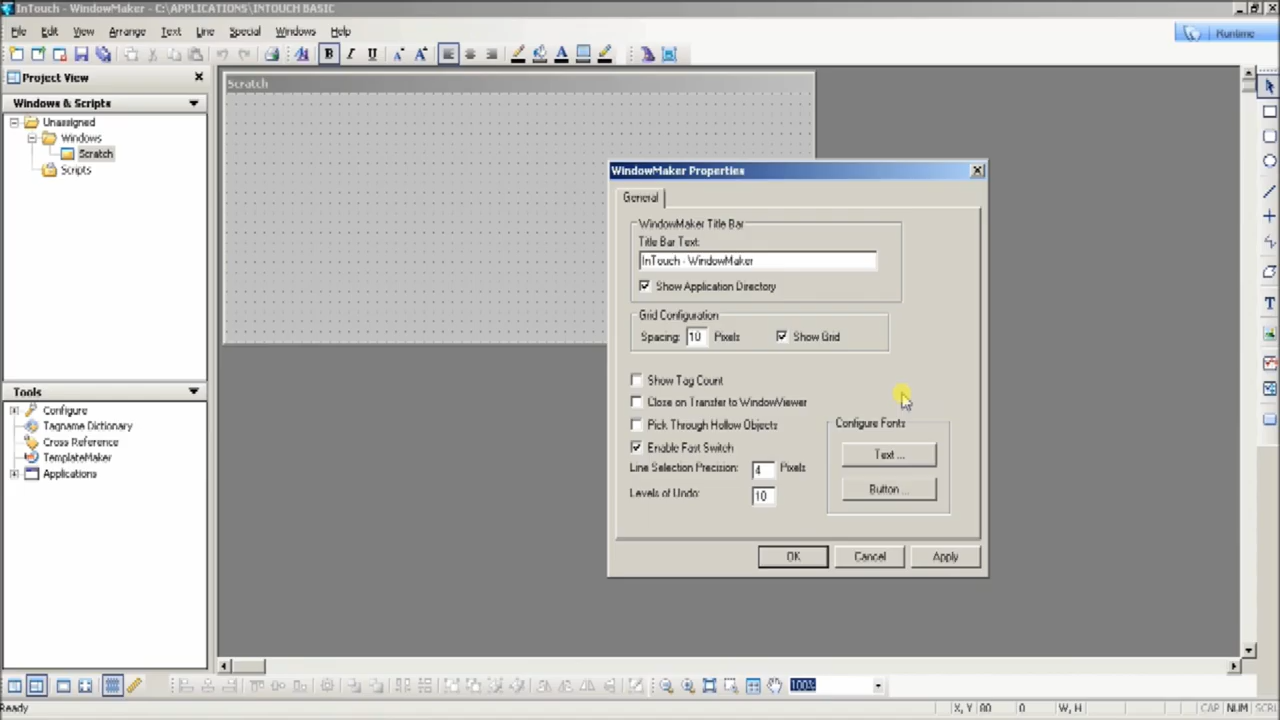 InTouch - WindowMaker - C:\APPLICATIONS\INTOUCH BASIC
File Edit View Arrange Text Line Special Windows Help
Runtime
B I U A A A
Project View
Windows & Scripts
Unassigned
Windows
Scratch
Scripts
Scratch
WindowMaker Properties
General
WindowMaker Title Bar
Title Bar Text:
InTouch - WindowMaker
Show Application Directory
Grid Configuration
Spacing: 10 Pixels Show Grid
Show Tag Count
Close on Transfer to WindowViewer
Pick Through Hollow Objects
Enable Fast Switch
Line Selection Precision: 4 Pixels
Levels of Undo: 10
Configure Fonts
Text ...
Button ...
OK Cancel Apply
Tools
Configure
Tagname Dictionary
Cross Reference
TemplateMaker
Applications
T
100%
Ready
X, Y 80 0 W, H CAP NUM SCRL